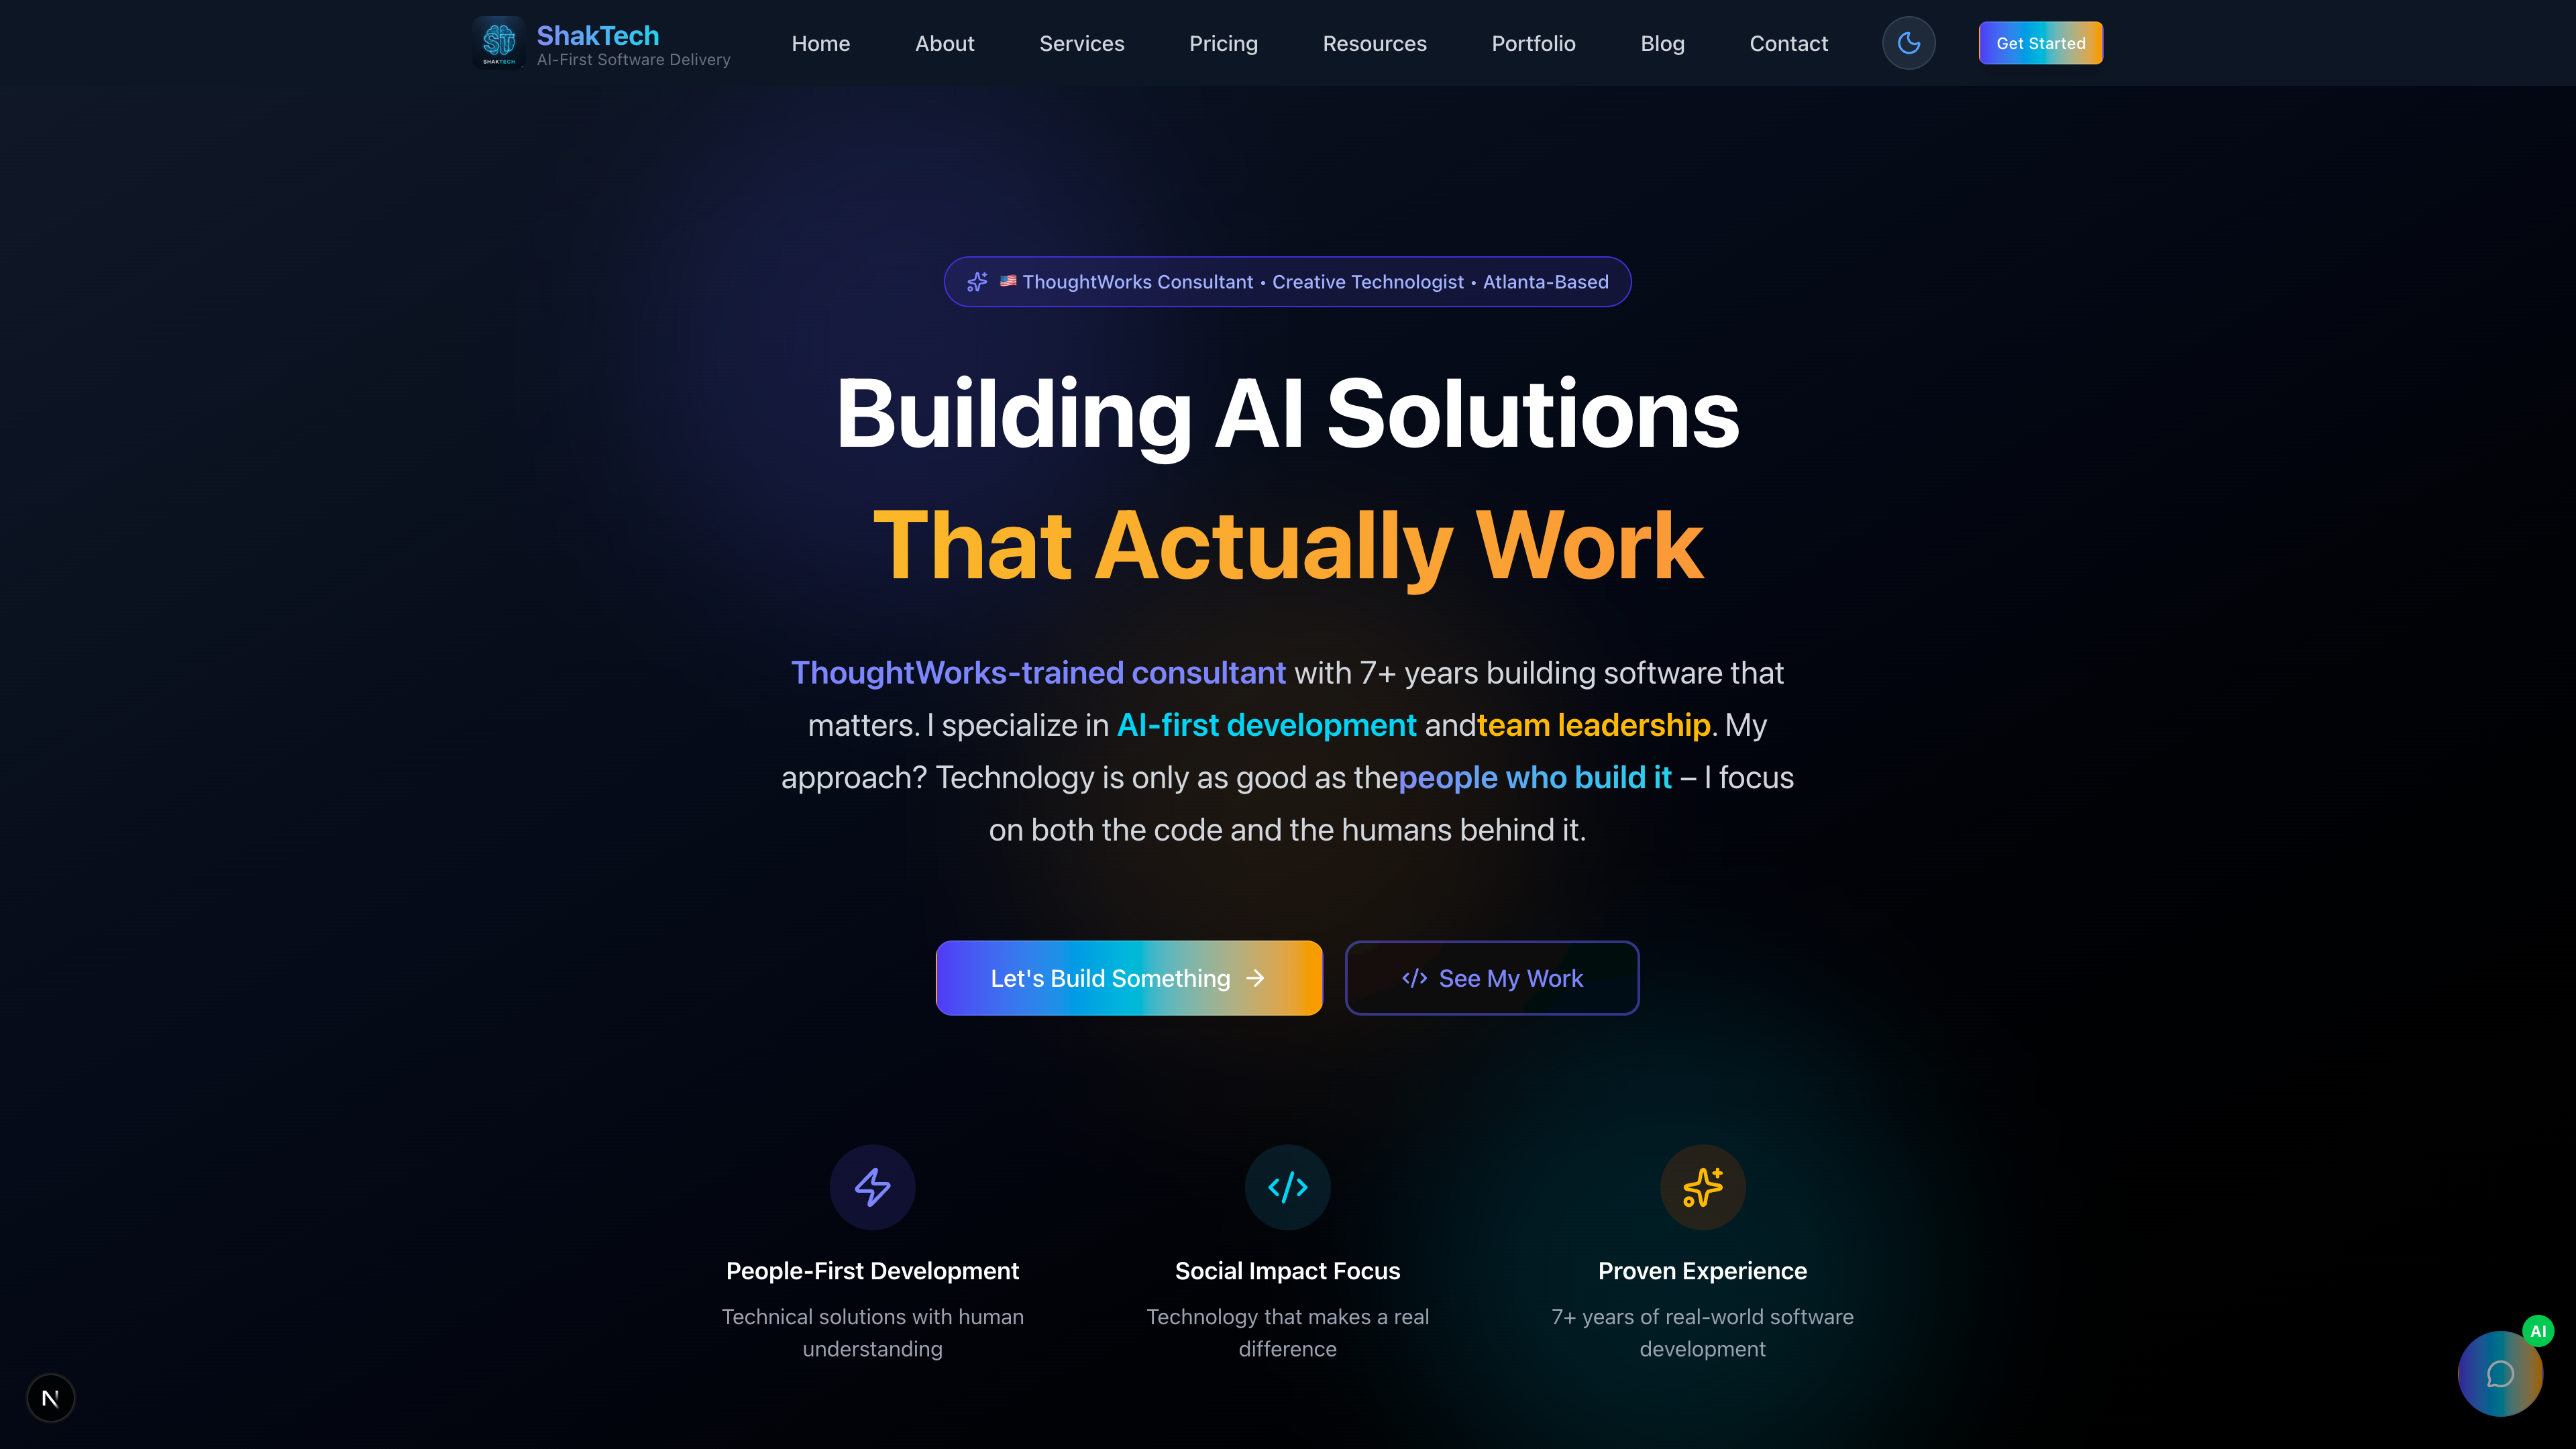 ShakTech
AI-First Software Delivery
SHAKTECH
Home
About
Services
Pricing
Resources
Portfolio
Blog
Contact
Get Started
🇺🇸 ThoughtWorks Consultant • Creative Technologist • Atlanta-Based
Building AI Solutions
That Actually Work
ThoughtWorks-trained consultant with 7+ years building software that
matters. I specialize in AI-first development andteam leadership. My
approach? Technology is only as good as thepeople who build it – I focus
on both the code and the humans behind it.
Let's Build Something →
</> See My Work
People-First Development
Technical solutions with human
understanding
Social Impact Focus
Technology that makes a real
difference
Proven Experience
7+ years of real-world software
development
AI
N